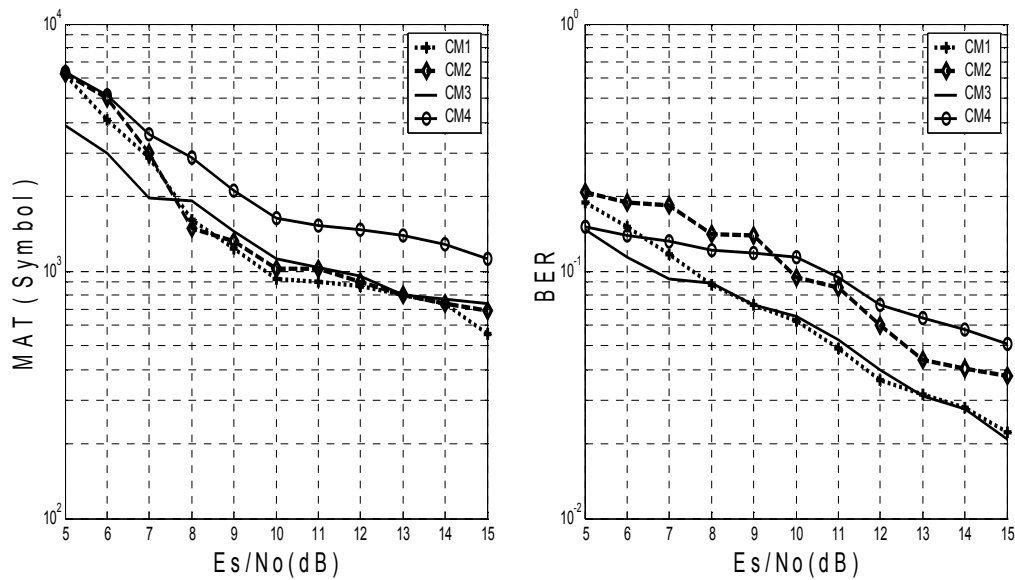 10^4
10^3
10^2
MAT ( Symbol)
5 6 7 8 9 10 11 12 13 14 15
Es/No(dB)
CM1
CM2
CM3
CM4
10^0
10^-1
10^-2
BER
5 6 7 8 9 10 11 12 13 14 15
Es/No(dB)
CM1
CM2
CM3
CM4